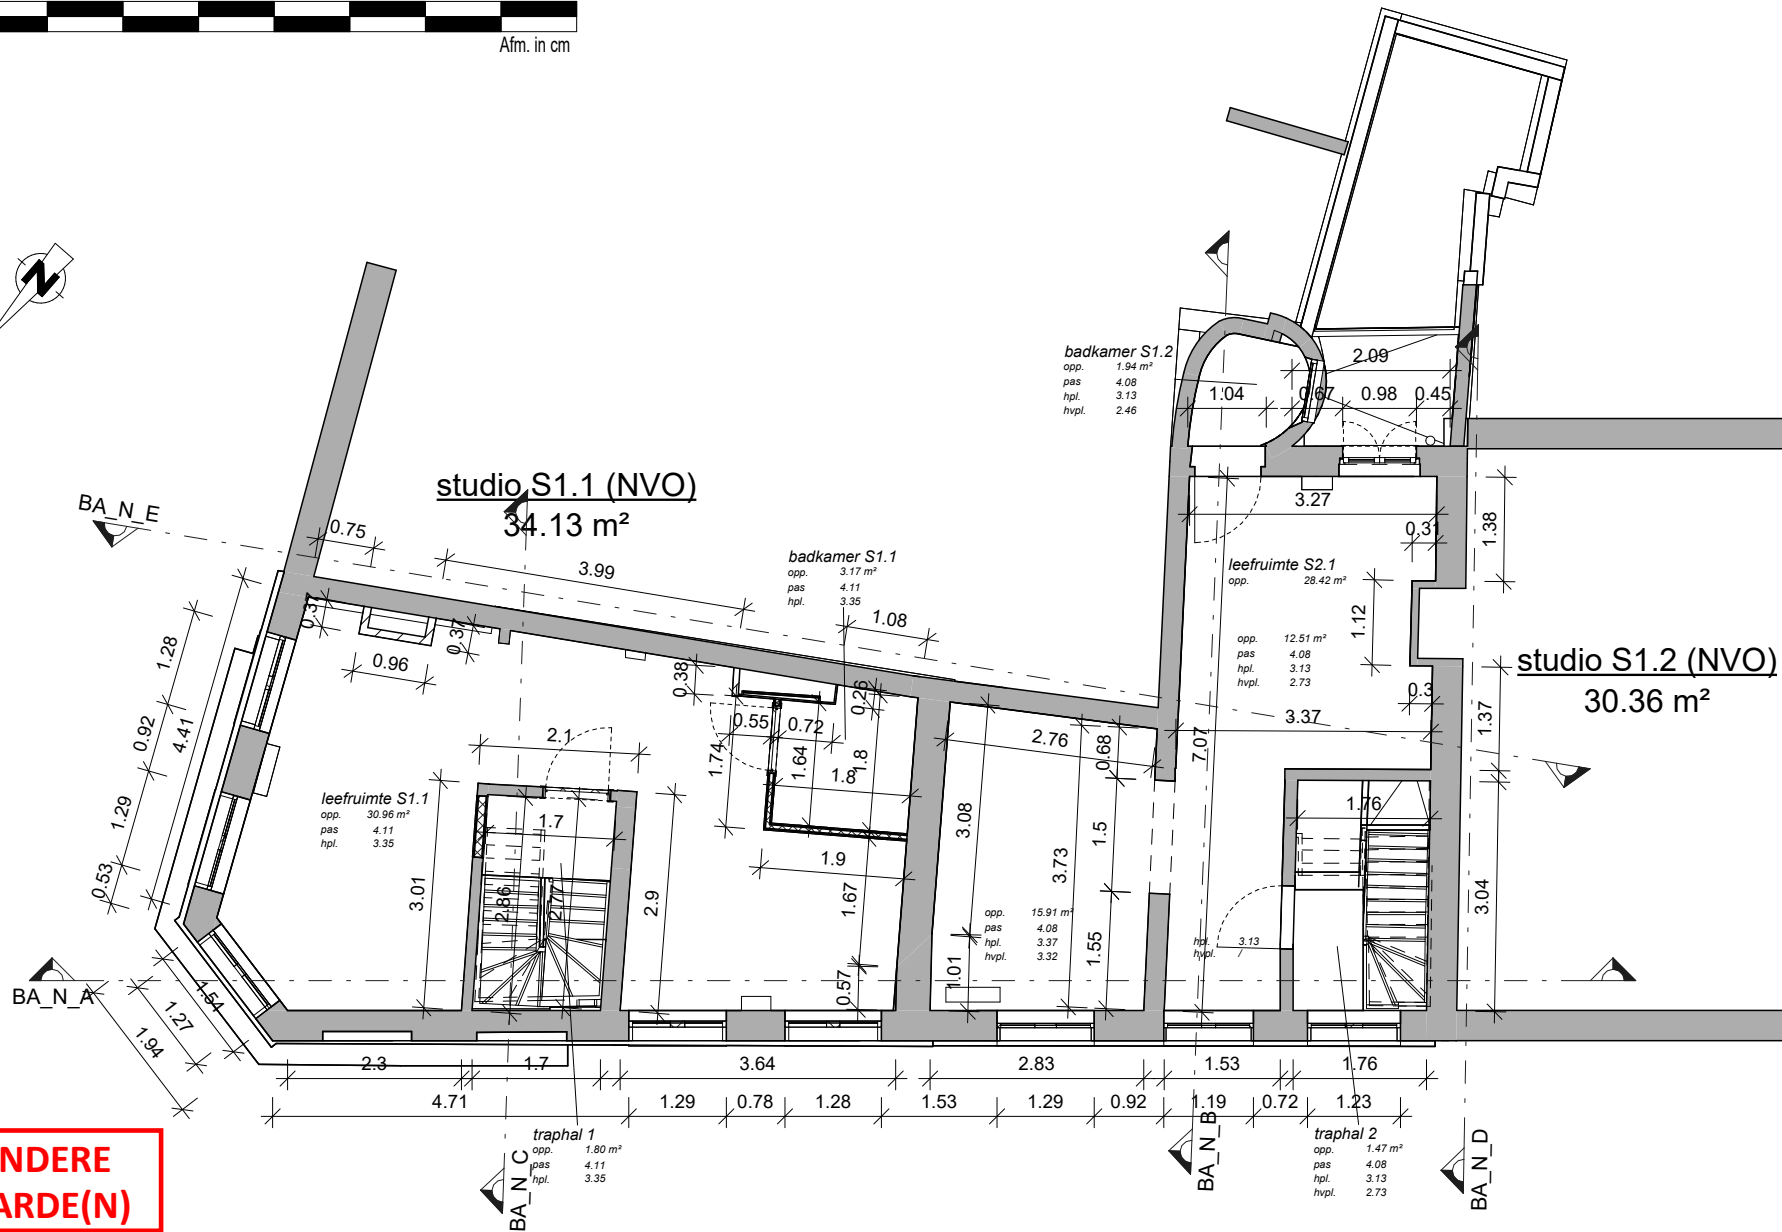 Afm. in cm
N
badkamer S1.2
opp. 1.94 m²
pas 4.08
hpl. 3.13
hvpl. 2.46
2.09
1.04
0.67
0.98
0.45
studio S1.1 (NVO)
34.13 m²
BA_N_E
0.75
3.99
badkamer S1.1
opp. 3.17 m²
pas 4.11
hpl. 3.35
1.08
3.27
0.31
1.38
leefruimte S2.1
opp. 28.42 m²
1.12
opp. 12.51 m²
pas 4.08
hpl. 3.13
hvpl. 2.73
studio S1.2 (NVO)
30.36 m²
0.3
1.37
3.37
7.07
0.37
0.37
0.96
0.38
0.26
1.28
0.92
4.41
1.29
0.53
2.1
0.55
0.72
1.74
1.64
1.8
1.8
2.76
0.68
leefruimte S1.1
opp. 30.96 m²
pas 4.11
hpl. 3.35
1.7
3.01
2.86
2.77
2.9
1.9
1.67
0.57
3.08
3.73
1.5
1.55
1.01
opp. 15.91 m²
pas 4.08
hpl. 3.37
hvpl. 3.32
1.76
3.04
hpl. 3.13
hvpl. /
BA_N_A
1.54
1.27
1.94
2.3
1.7
3.64
2.83
1.53
1.76
4.71
1.29
0.78
1.28
1.53
1.29
0.92
1.19
0.72
1.23
traphal 1
opp. 1.80 m²
pas 4.11
hpl. 3.35
BA_N_C
BA_N_B
traphal 2
opp. 1.47 m²
pas 4.08
hpl. 3.13
hvpl. 2.73
BA_N_D
NDERE
ARDE(N)